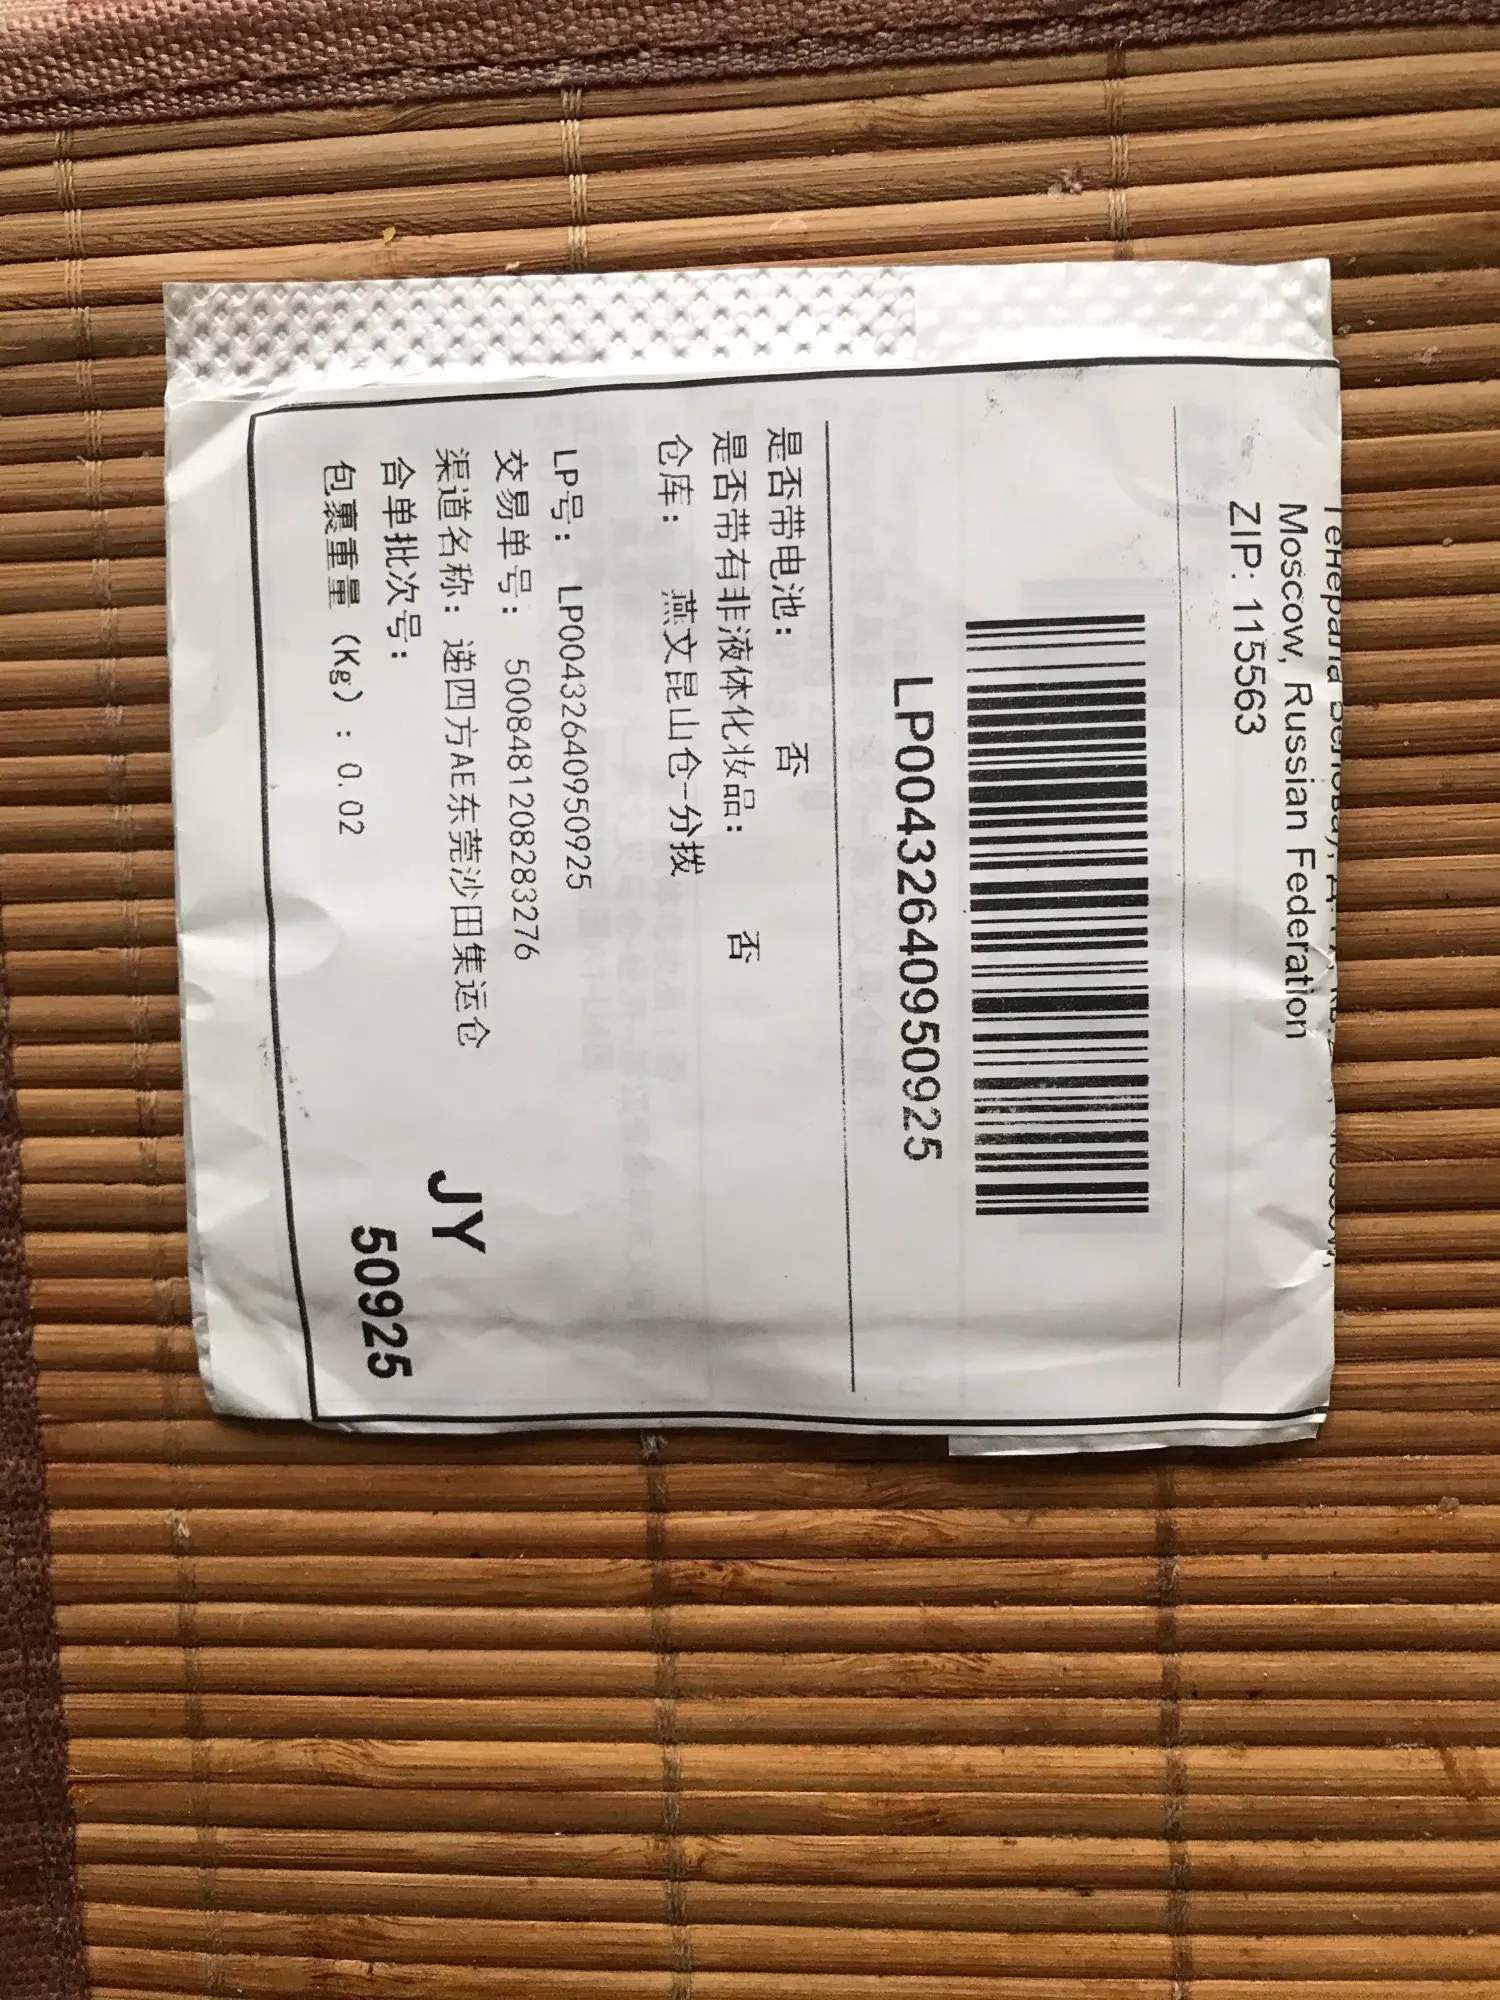 Moscow, Russian Federation
ZIP: 115563
LP00432640950925
是否带电池: 否
是否带有非液体化妆品: 否
仓库: 燕文昆山仓-分拨
LP号: LP00432640950925
交易单号: 5008481208283276
渠道名称: 递四方AE东莞沙田集运仓
合单批次号:
包裹重量(Kg) : 0.02
JY
50925